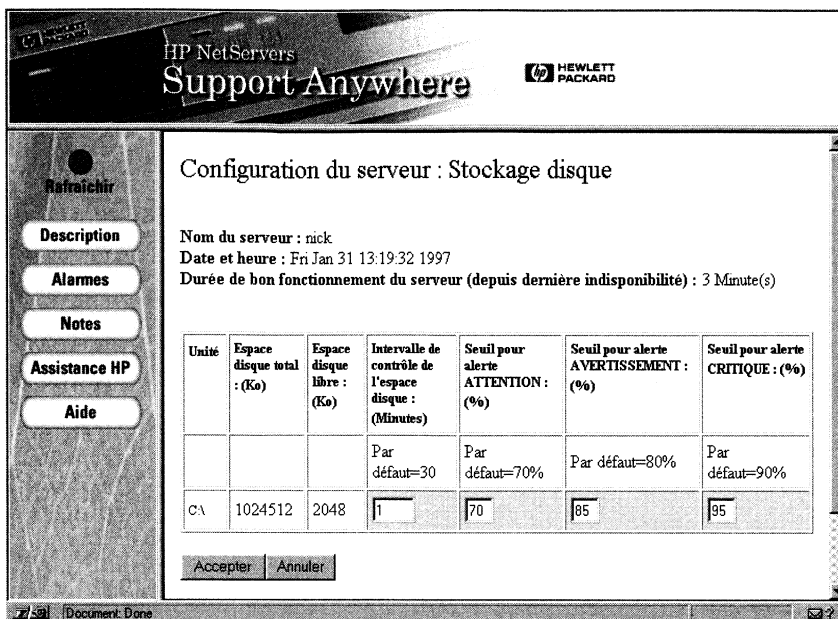 HP NetServers
Support Anywhere
hp HEWLETT
PACKARD
Rafraîchir
Description
Alarmes
Notes
Assistance HP
Aide
Configuration du serveur : Stockage disque
Nom du serveur : nick
Date et heure : Fri Jan 31 13:19:32 1997
Durée de bon fonctionnement du serveur (depuis dernière indisponibilité) : 3 Minute(s)
Unité
Espace
disque total
: (Ko)
Espace
disque
libre :
(Ko)
Intervalle de
contrôle de
l'espace
disque :
(Minutes)
Seuil pour
alerte
ATTENTION :
(%)
Seuil pour alerte
AVERTISSEMENT :
(%)
Seuil pour alerte
CRITIQUE : (%)
Par
défaut=30
Par
défaut=70%
Par défaut=80%
Par
défaut=90%
C:\ 1024512 2048 1 70 85 95
Accepter Annuler
Document: Done